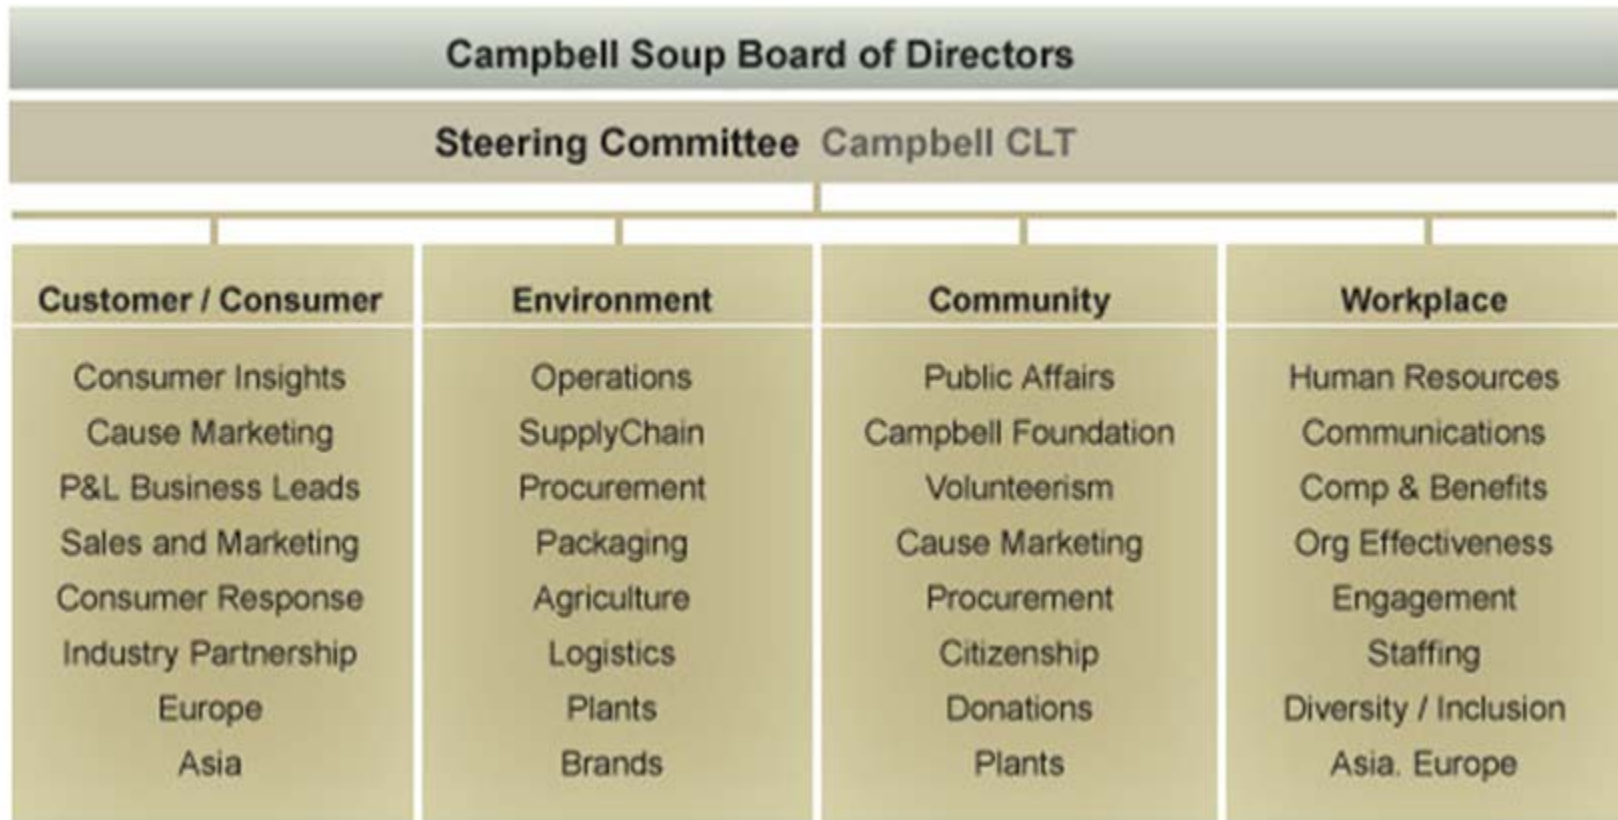 Campbell Soup Board of Directors
Steering Committee Campbell CLT
Customer / Consumer
Consumer Insights
Cause Marketing
P&L Business Leads
Sales and Marketing
Consumer Response
Industry Partnership
Europe
Asia
Environment
Operations
SupplyChain
Procurement
Packaging
Agriculture
Logistics
Plants
Brands
Community
Public Affairs
Campbell Foundation
Volunteerism
Cause Marketing
Procurement
Citizenship
Donations
Plants
Workplace
Human Resources
Communications
Comp & Benefits
Org Effectiveness
Engagement
Staffing
Diversity / Inclusion
Asia. Europe